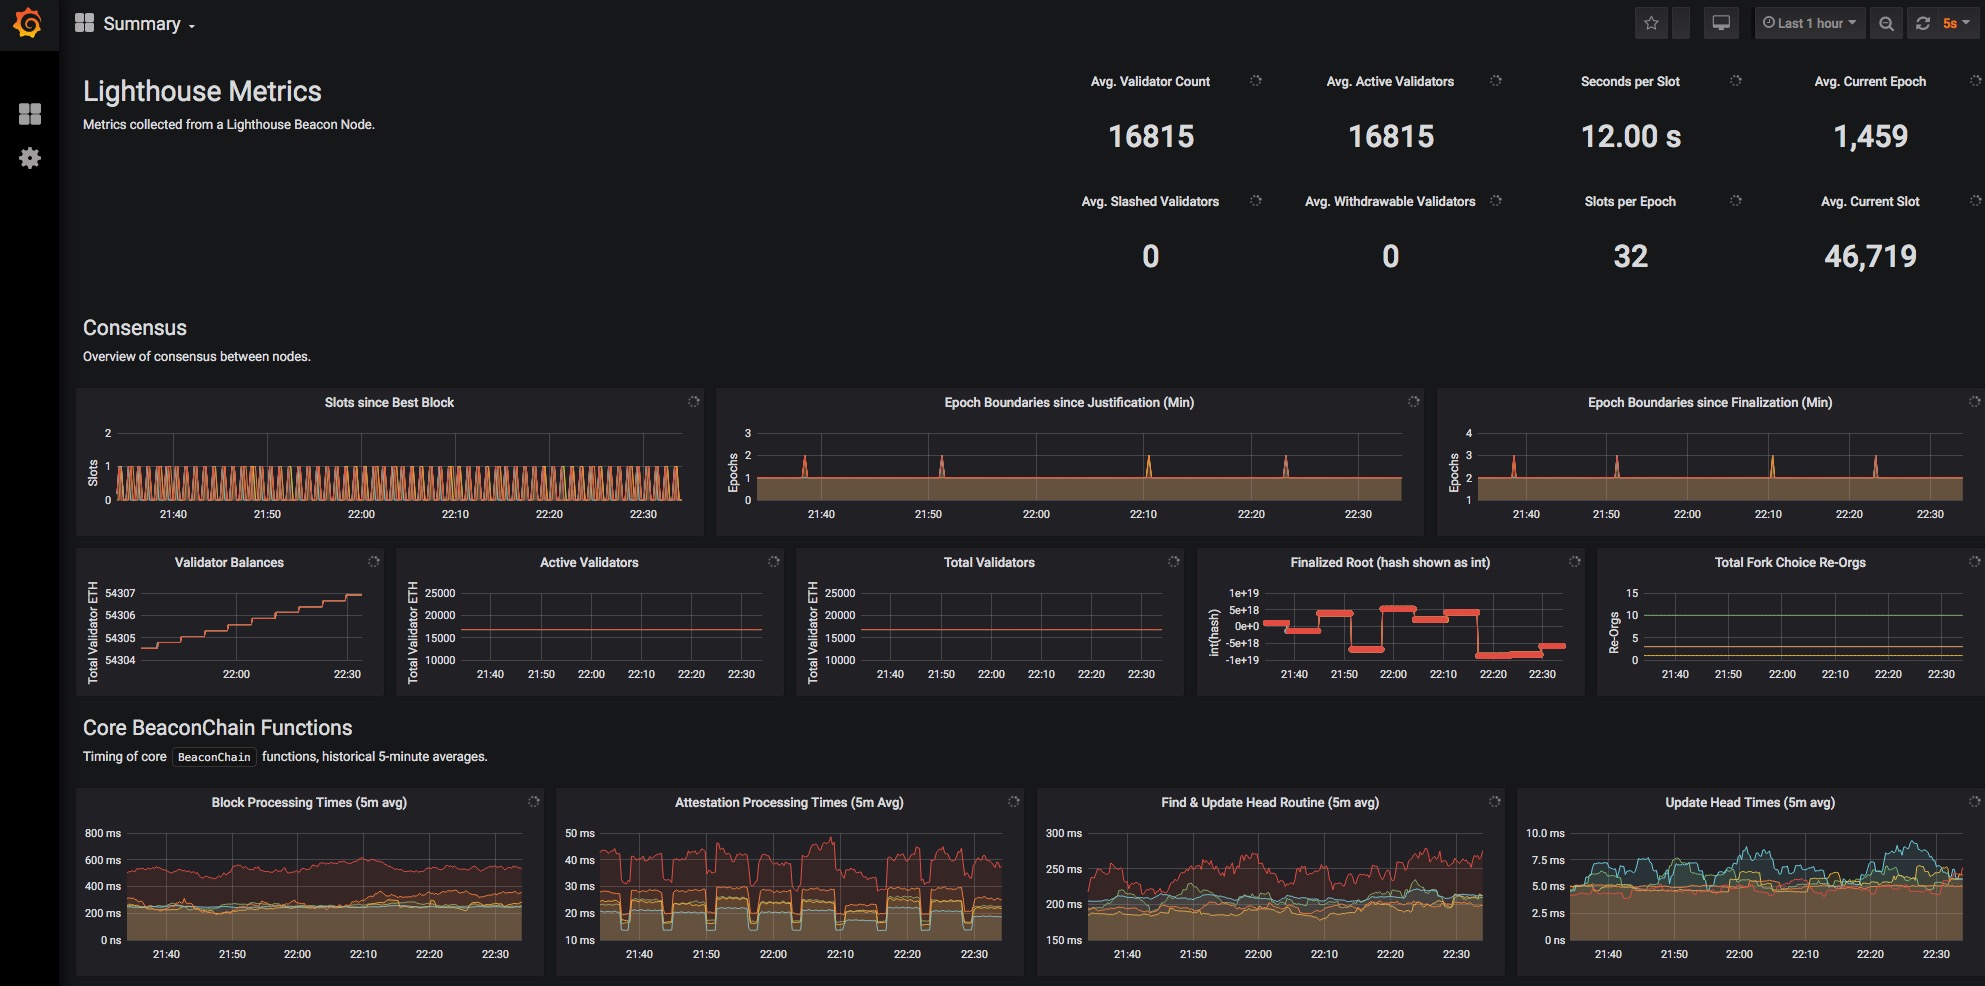 Summary
Last 1 hour
5s
Lighthouse Metrics
Metrics collected from a Lighthouse Beacon Node.
Avg. Validator Count
16815
Avg. Active Validators
16815
Seconds per Slot
12.00 s
Avg. Current Epoch
1,459
Avg. Slashed Validators
0
Avg. Withdrawable Validators
0
Slots per Epoch
32
Avg. Current Slot
46,719
Consensus
Overview of consensus between nodes.
Slots since Best Block
Slots
2
1
0
21:40 21:50 22:00 22:10 22:20 22:30
Epoch Boundaries since Justification (Min)
Epochs
3
2
1
0
21:40 21:50 22:00 22:10 22:20 22:30
Epoch Boundaries since Finalization (Min)
Epochs
4
3
2
1
21:40 21:50 22:00 22:10 22:20 22:30
Validator Balances
Total Validator ETH
54307
54306
54305
54304
22:00 22:30
Active Validators
Total Validator ETH
25000
20000
15000
10000
21:40 21:50 22:00 22:10 22:20 22:30
Total Validators
Total Validator ETH
25000
20000
15000
10000
21:40 21:50 22:00 22:10 22:20 22:30
Finalized Root (hash shown as int)
int(hash)
1e+19
5e+18
0e+0
-5e+18
-1e+19
21:40 21:50 22:00 22:10 22:20 22:30
Total Fork Choice Re-Orgs
Re-Orgs
15
10
5
0
21:40 21:50 22:00 22:10 22:20 22:30
Core BeaconChain Functions
Timing of core BeaconChain functions, historical 5-minute averages.
Block Processing Times (5m avg)
800 ms
600 ms
400 ms
200 ms
0 ns
21:40 21:50 22:00 22:10 22:20 22:30
Attestation Processing Times (5m Avg)
50 ms
40 ms
30 ms
20 ms
10 ms
21:40 21:50 22:00 22:10 22:20 22:30
Find & Update Head Routine (5m avg)
300 ms
250 ms
200 ms
150 ms
21:40 21:50 22:00 22:10 22:20 22:30
Update Head Times (5m avg)
10.0 ms
7.5 ms
5.0 ms
2.5 ms
0 ns
21:40 21:50 22:00 22:10 22:20 22:30